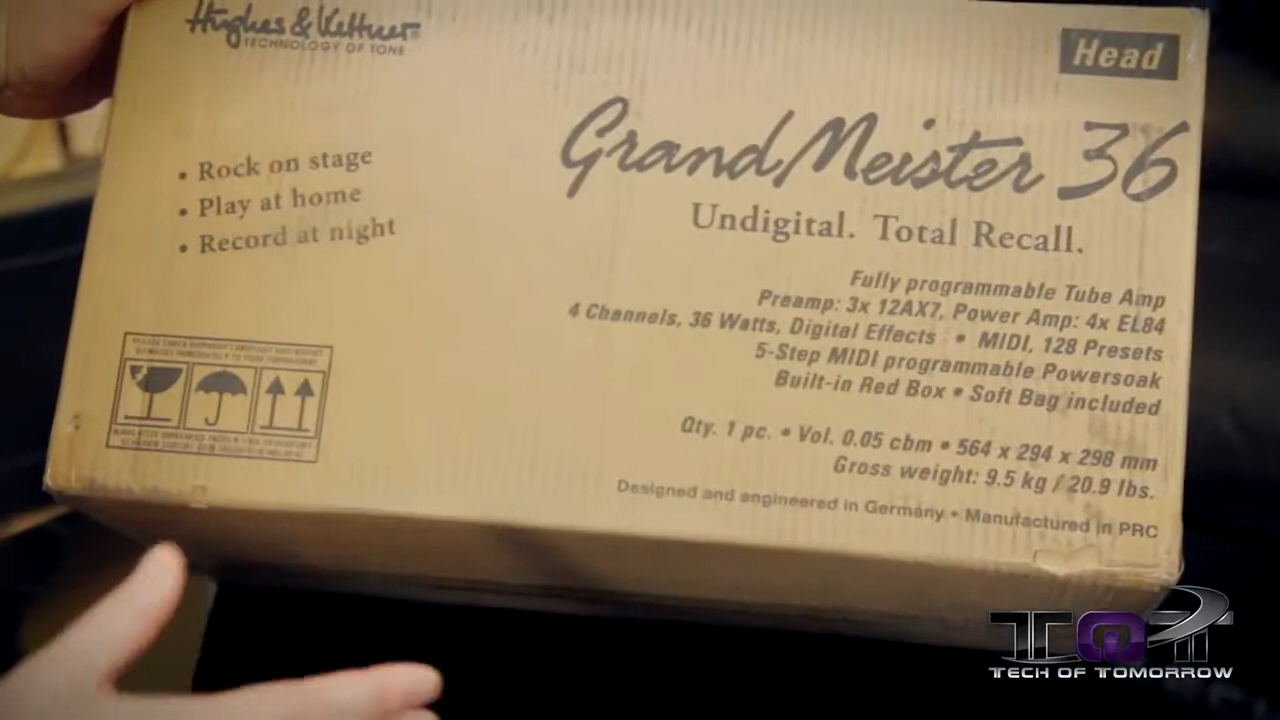 Hughes & Kettner
TECHNOLOGY OF TONE
Head
GrandMeister 36
Undigital. Total Recall.
• Rock on stage
• Play at home
• Record at night
Fully programmable Tube Amp
Preamp: 3x 12AX7, Power Amp: 4x EL84
4 Channels, 36 Watts, Digital Effects • MIDI, 128 Presets
5-Step MIDI programmable Powersoak
Built-in Red Box • Soft Bag included
Qty. 1 pc. • Vol. 0.05 cbm • 564 x 294 x 298 mm
Gross weight: 9.5 kg / 20.9 lbs.
Designed and engineered in Germany • Manufactured in PRC
TECH OF TOMORROW